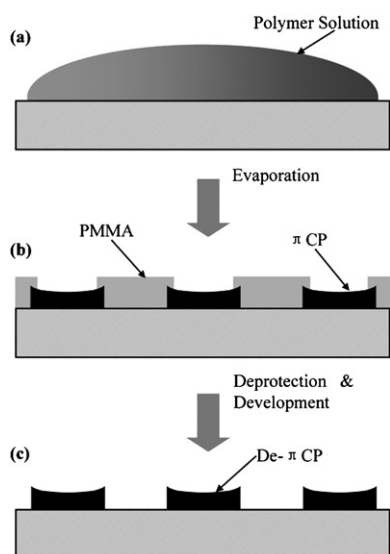 (a)
Polymer Solution
Evaporation
(b)
PMMA
π CP
Deprotection &
Development
(c)
De- π CP